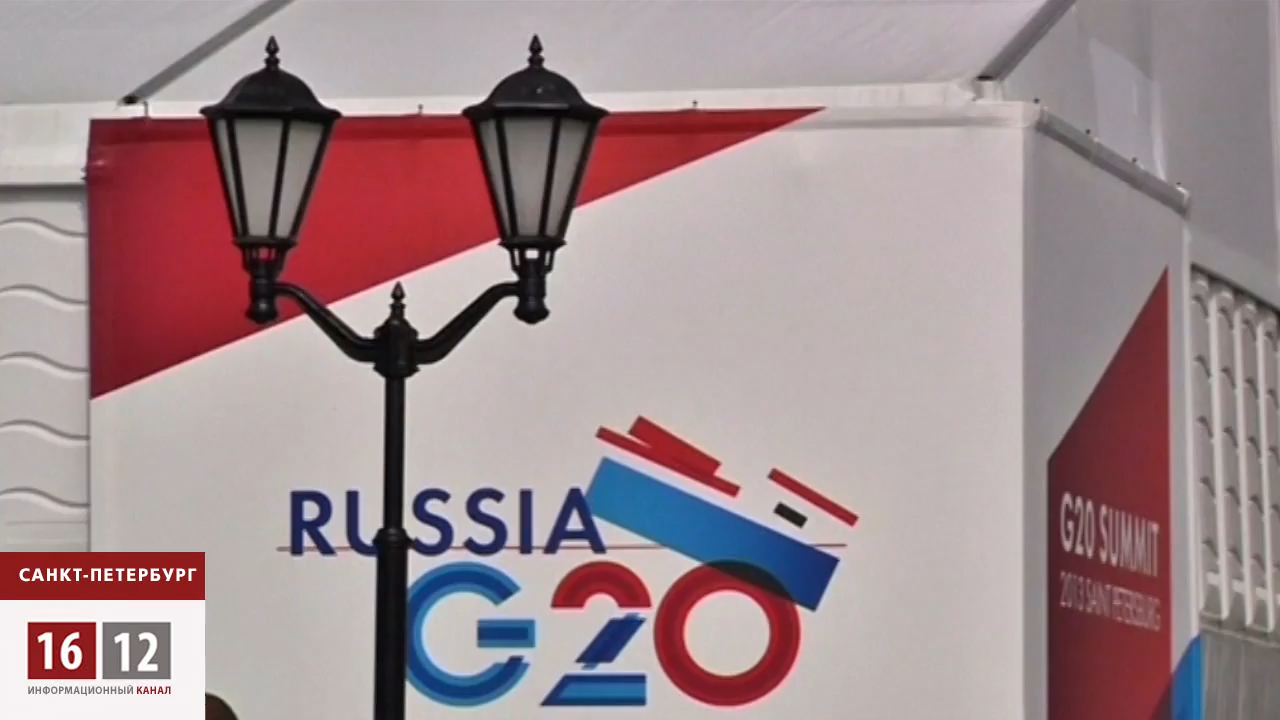 RUSSIA
G20
G20 SUMMIT
2013 SAINT PETERSBURG
САНКТ-ПЕТЕРБУРГ
16 12
ИНФОРМАЦИОННЫЙ КАНАЛ